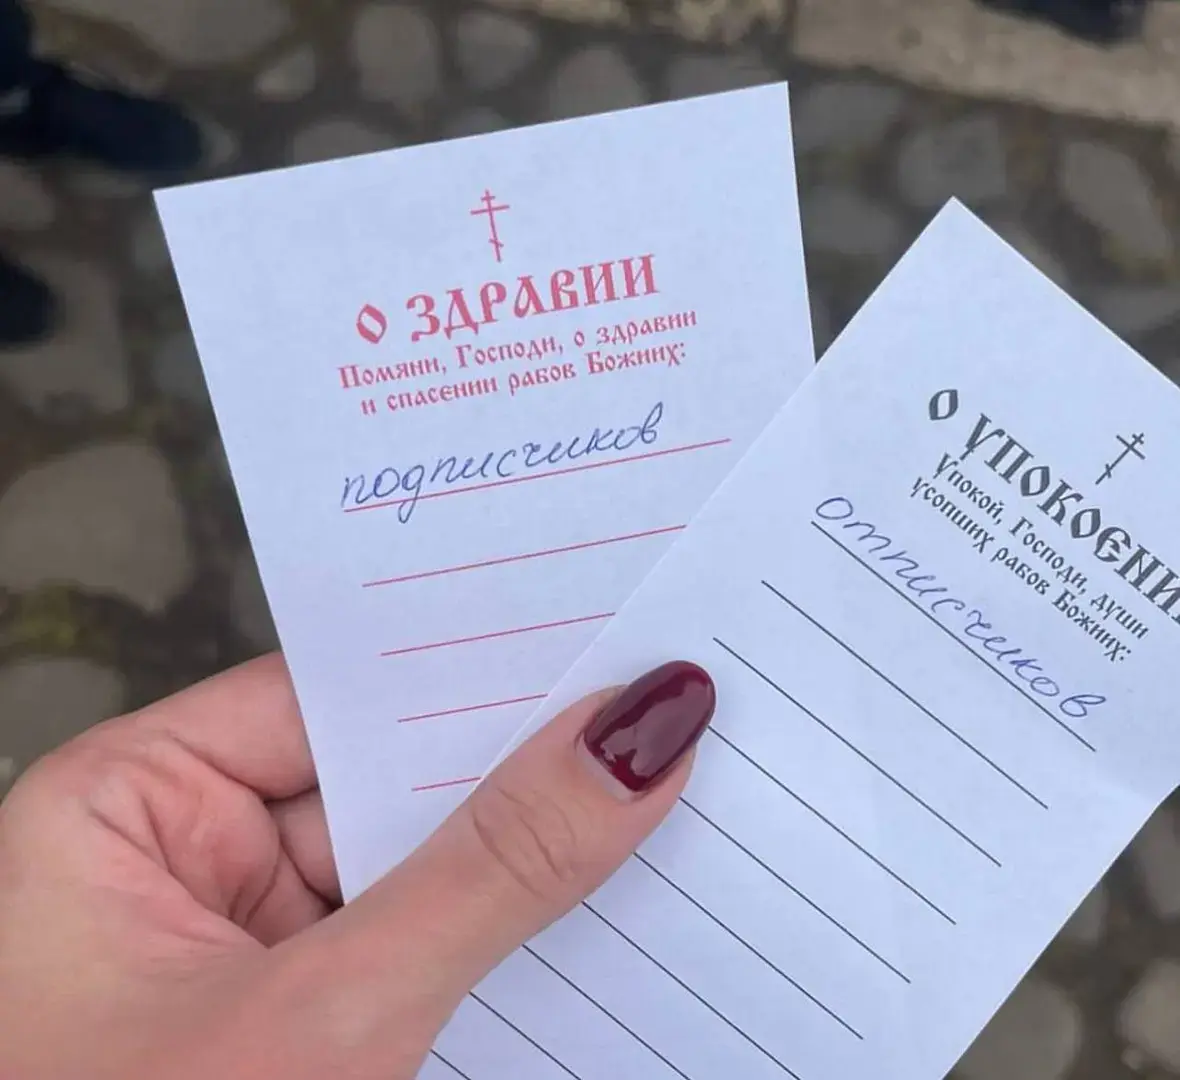 О ЗДРАВИИ
Помяни, Господи, о здравии
и спасении рабов Божиих:
подписчиков
О УПОКОЕНИИ
Упокой, Господи, души
усопших рабов Божиих:
отписчиков